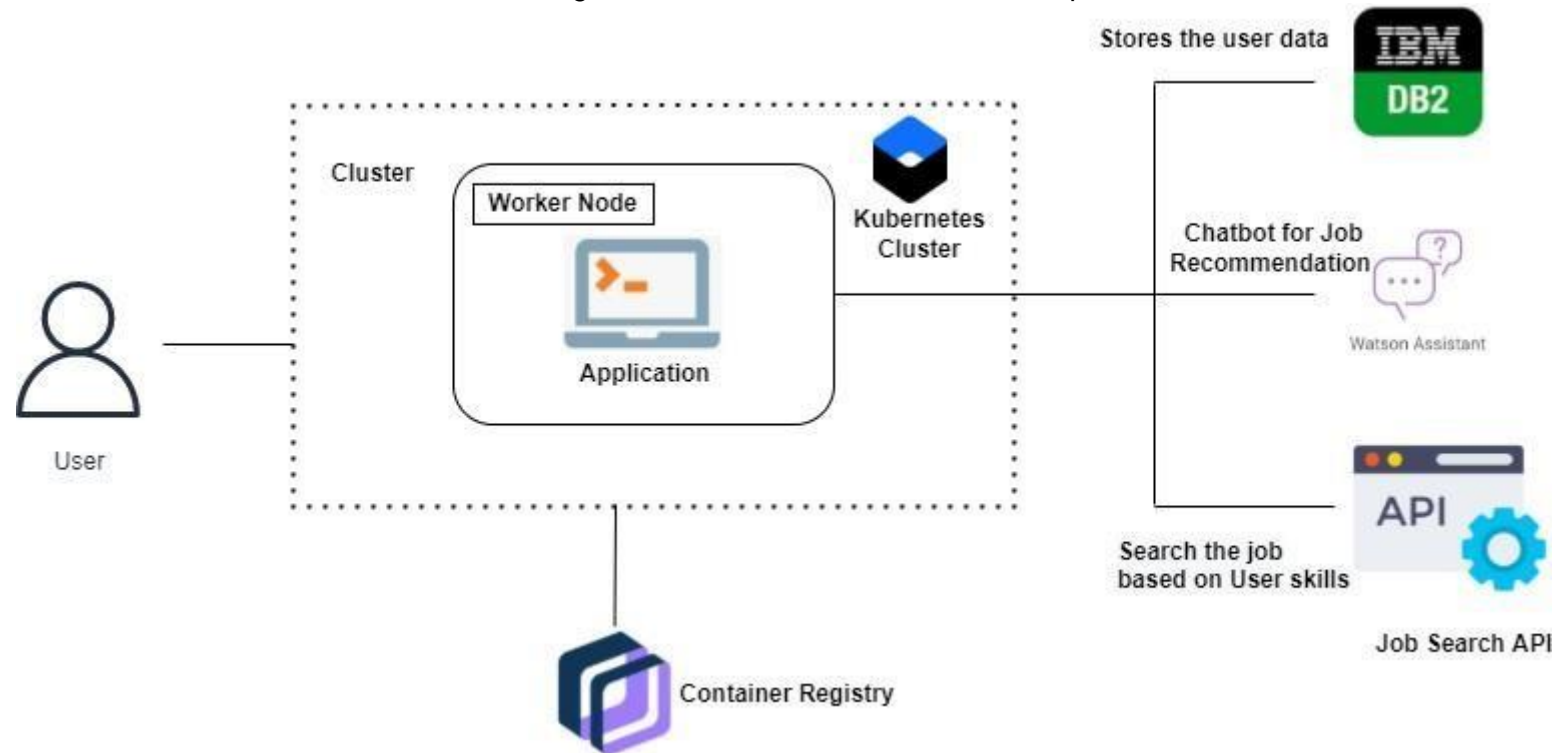 Stores the user data
IBM
DB2
Cluster
Worker Node
Kubernetes
Cluster
Application
Chatbot for Job
Recommendation
?
Watson Assistant
User
API
Search the job
based on User skills
Job Search API
Container Registry